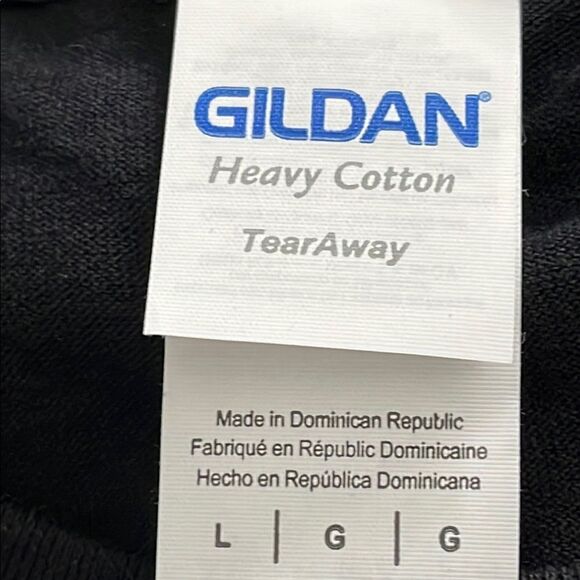 GILDAN®
Heavy Cotton
TearAway
Made in Dominican Republic
Fabriqué en Républic Dominicaine
Hecho en República Dominicana
L | G | G